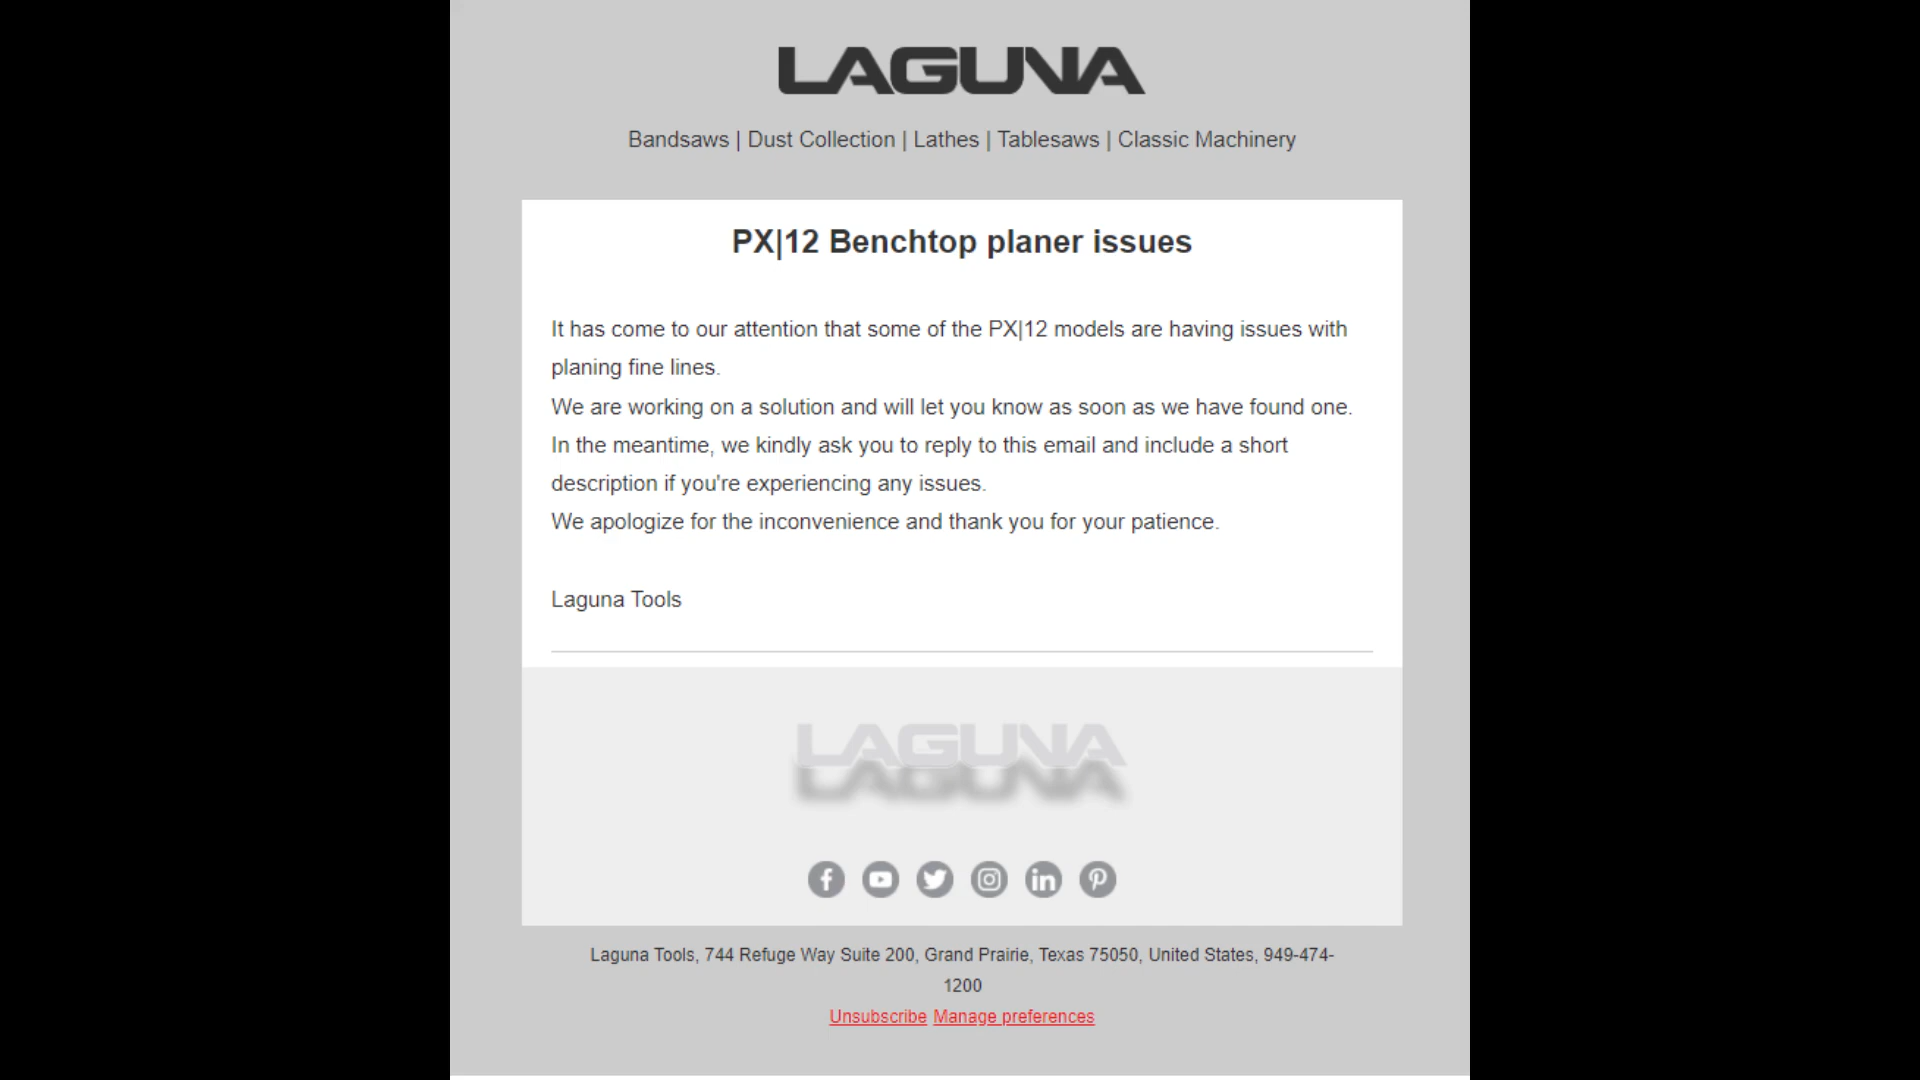 LAGUNA
Bandsaws | Dust Collection | Lathes | Tablesaws | Classic Machinery
PX|12 Benchtop planer issues
It has come to our attention that some of the PX|12 models are having issues with
planing fine lines.
We are working on a solution and will let you know as soon as we have found one.
In the meantime, we kindly ask you to reply to this email and include a short
description if you're experiencing any issues.
We apologize for the inconvenience and thank you for your patience.
Laguna Tools
LAGUNA
Laguna Tools, 744 Refuge Way Suite 200, Grand Prairie, Texas 75050, United States, 949-474-
1200
Unsubscribe Manage preferences